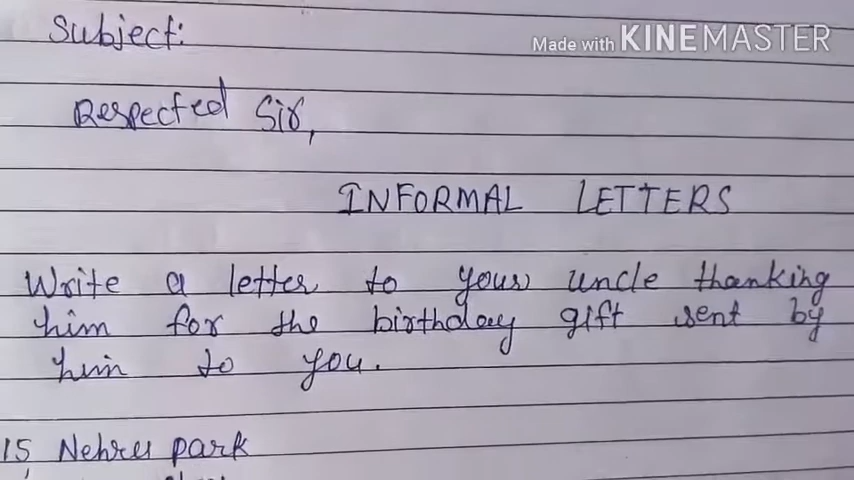 Subject:
Made with KINEMASTER
Respected Sir,
INFORMAL LETTERS
Write a letter to your uncle thanking
him for the birthday gift sent by
him to you.
15, Nehru park